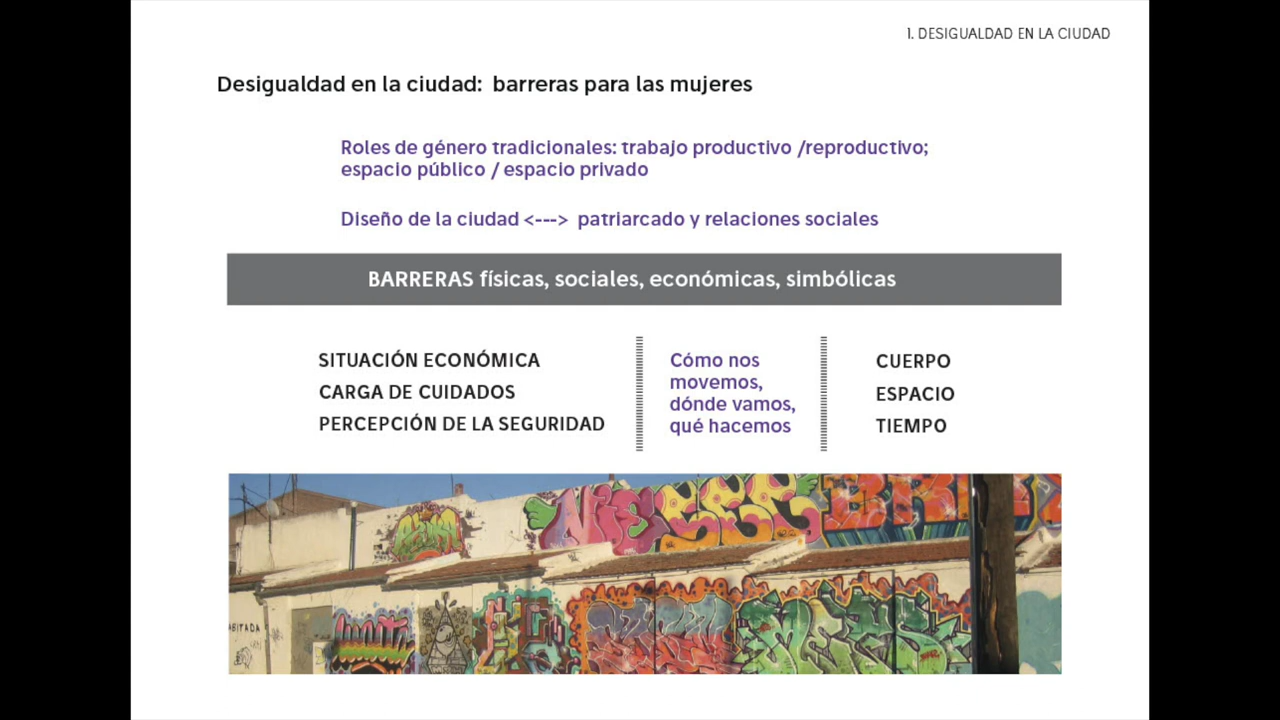 1. DESIGUALDAD EN LA CIUDAD
Desigualdad en la ciudad: barreras para las mujeres
Roles de género tradicionales: trabajo productivo /reproductivo;
espacio público / espacio privado
Diseño de la ciudad <---> patriarcado y relaciones sociales
BARRERAS físicas, sociales, económicas, simbólicas
SITUACIÓN ECONÓMICA
CARGA DE CUIDADOS
PERCEPCIÓN DE LA SEGURIDAD
Cómo nos
movemos,
dónde vamos,
qué hacemos
CUERPO
ESPACIO
TIEMPO
ABITADA